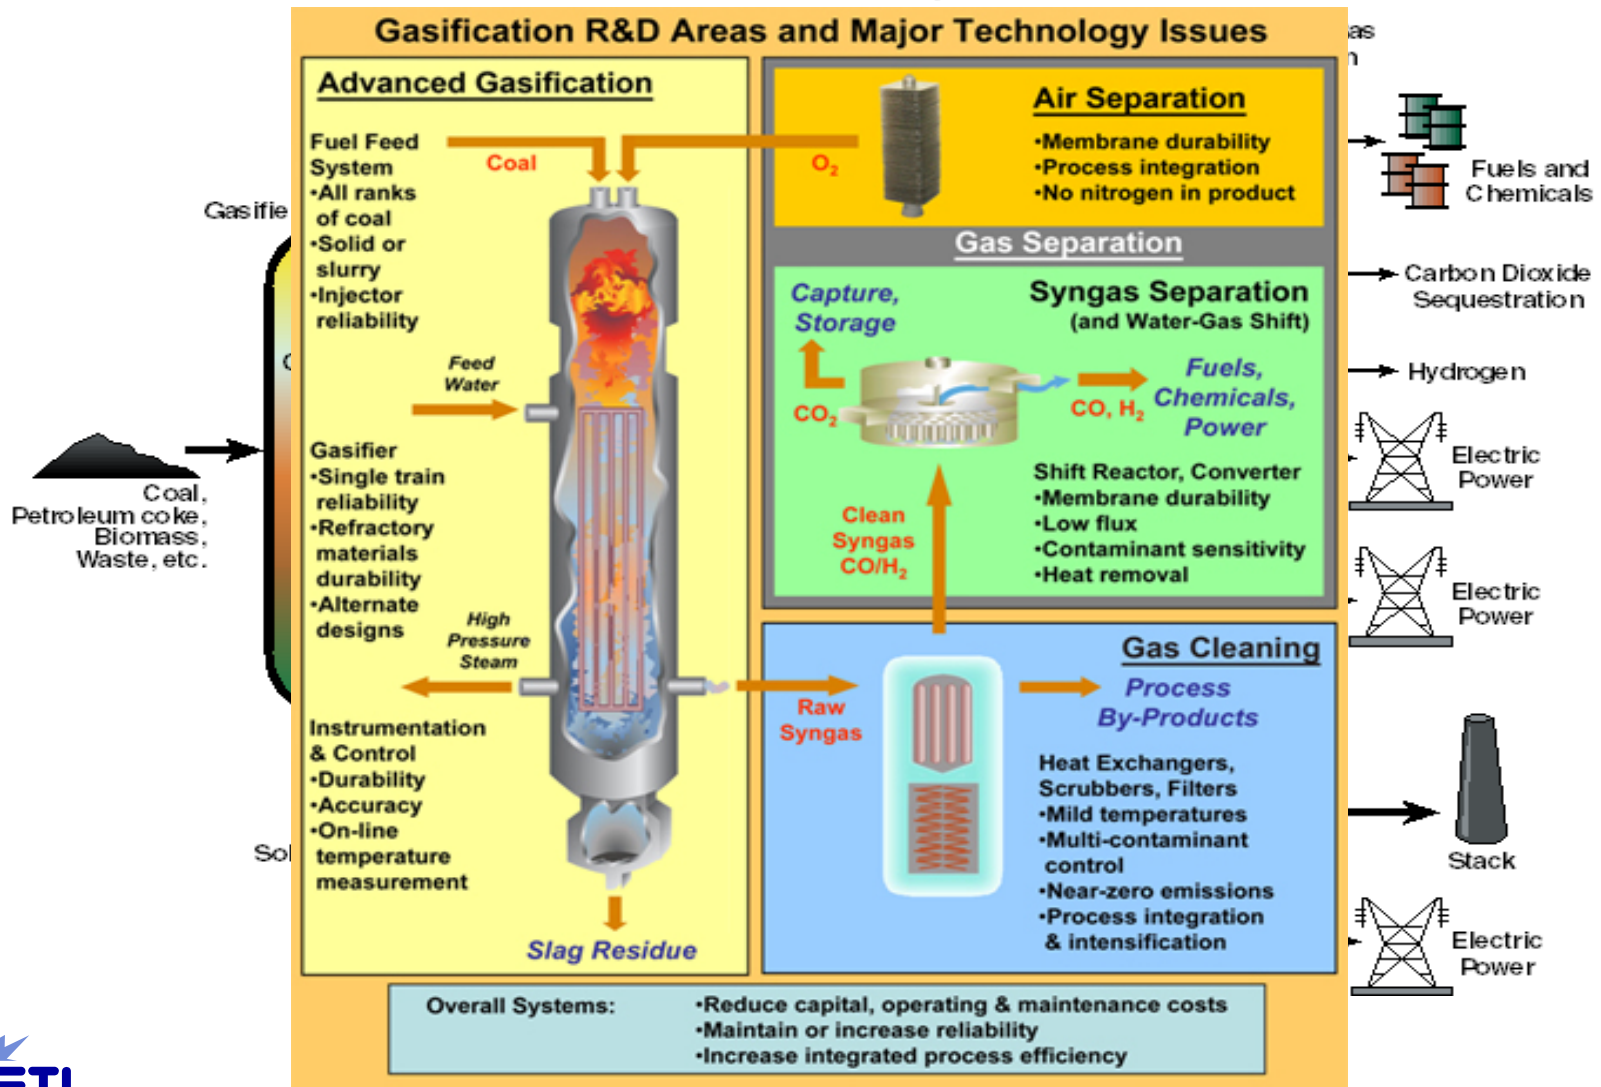 Gasification R&D Areas and Major Technology Issues
Advanced Gasification
Fuel Feed
System
•All ranks
of coal
•Solid or
slurry
•Injector
reliability
Coal
O2
Feed
Water
Gasifier
•Single train
reliability
•Refractory
materials
durability
•Alternate
designs
High
Pressure
Steam
Instrumentation
& Control
•Durability
•Accuracy
•On-line
temperature
measurement
Slag Residue
Air Separation
•Membrane durability
•Process integration
•No nitrogen in product
Gas Separation
Capture,
Storage
Syngas Separation
(and Water-Gas Shift)
CO2
CO, H2
Fuels,
Chemicals,
Power
Clean
Syngas
CO/H2
Shift Reactor, Converter
•Membrane durability
•Low flux
•Contaminant sensitivity
•Heat removal
Raw
Syngas
Gas Cleaning
Process
By-Products
Heat Exchangers,
Scrubbers, Filters
•Mild temperatures
•Multi-contaminant
control
•Near-zero emissions
•Process integration
& intensification
Overall Systems:
•Reduce capital, operating & maintenance costs
•Maintain or increase reliability
•Increase integrated process efficiency
Coal,
Petroleum coke,
Biomass,
Waste, etc.
Fuels and
Chemicals
Carbon Dioxide
Sequestration
Hydrogen
Electric
Power
Electric
Power
Stack
Electric
Power